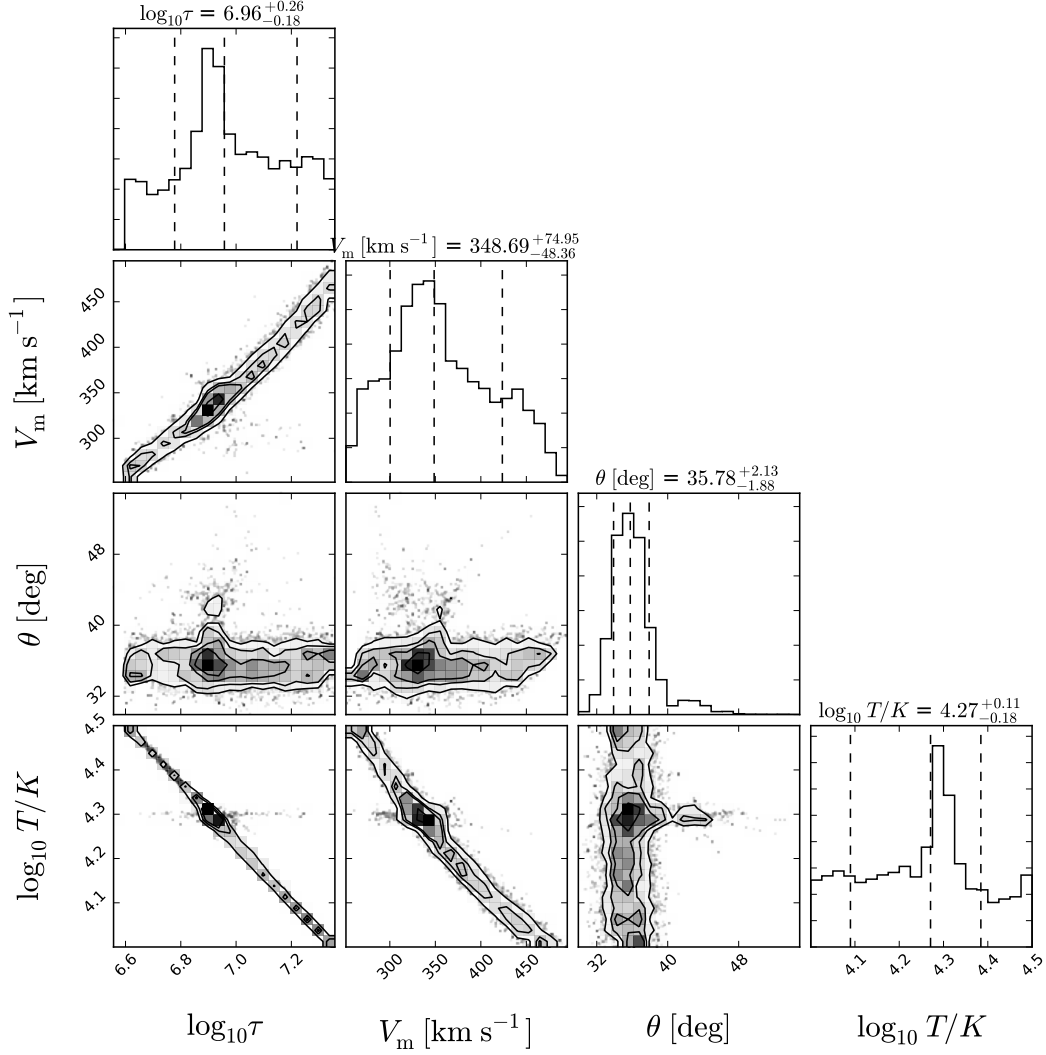 log₁₀τ = 6.96 +0.26 −0.18
V_m [km s⁻¹] = 348.69 +74.95 −48.36
450
400
350
300
V_m [km s⁻¹]
θ [deg] = 35.78 +2.13 −1.88
48
40
32
θ [deg]
log₁₀ T/K = 4.27 +0.11 −0.18
4.5
4.4
4.3
4.2
4.1
log₁₀ T/K
6.6 6.8 7.0 7.2 300 350 400 450 32 40 48 4.1 4.2 4.3 4.4 4.5
log₁₀τ V_m [km s⁻¹] θ [deg] log₁₀ T/K